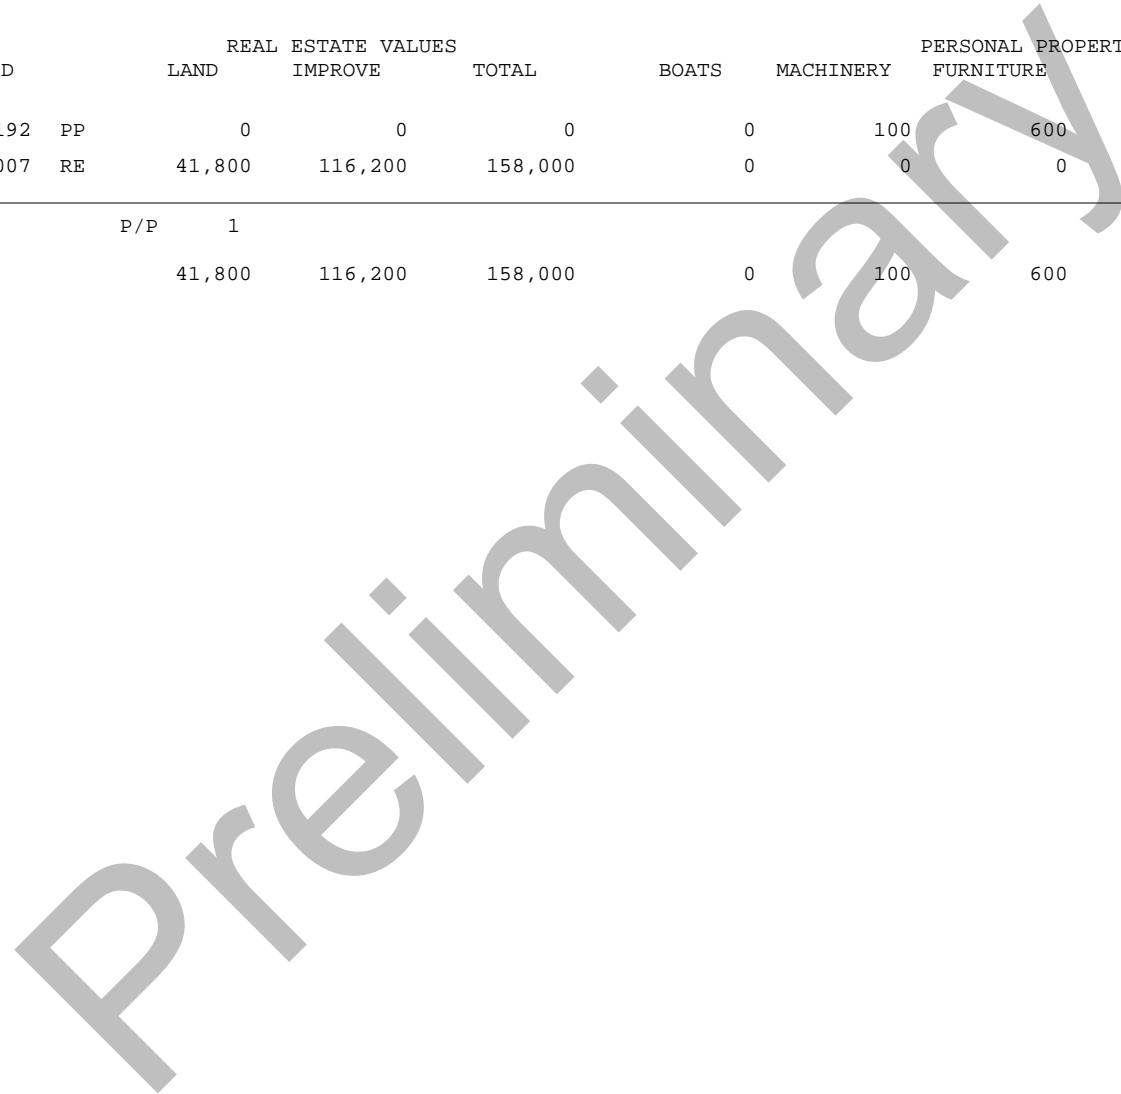 REAL ESTATE VALUES PERSONAL PROPERT
D LAND IMPROVE TOTAL BOATS MACHINERY FURNITURE
192 PP 0 0 0 0 100 600
007 RE 41,800 116,200 158,000 0 0 0
P/P 1
41,800 116,200 158,000 0 100 600
Preliminary